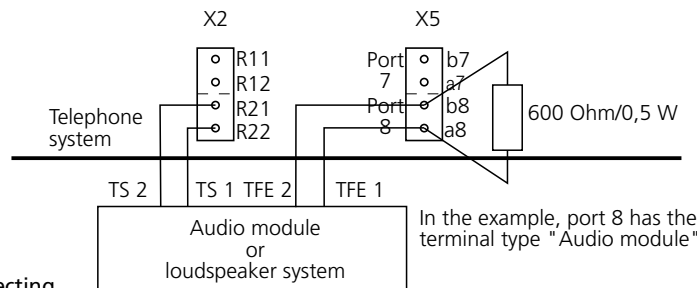 X2 X5
R11 Port b7
R12 7 a7
R21 Port b8
R22 8 a8
600 Ohm/0,5 W
Telephone
system
TS 2 TS 1 TFE 2 TFE 1
In the example, port 8 has the
terminal type "Audio module"
Audio module
or
loudspeaker system
ecting